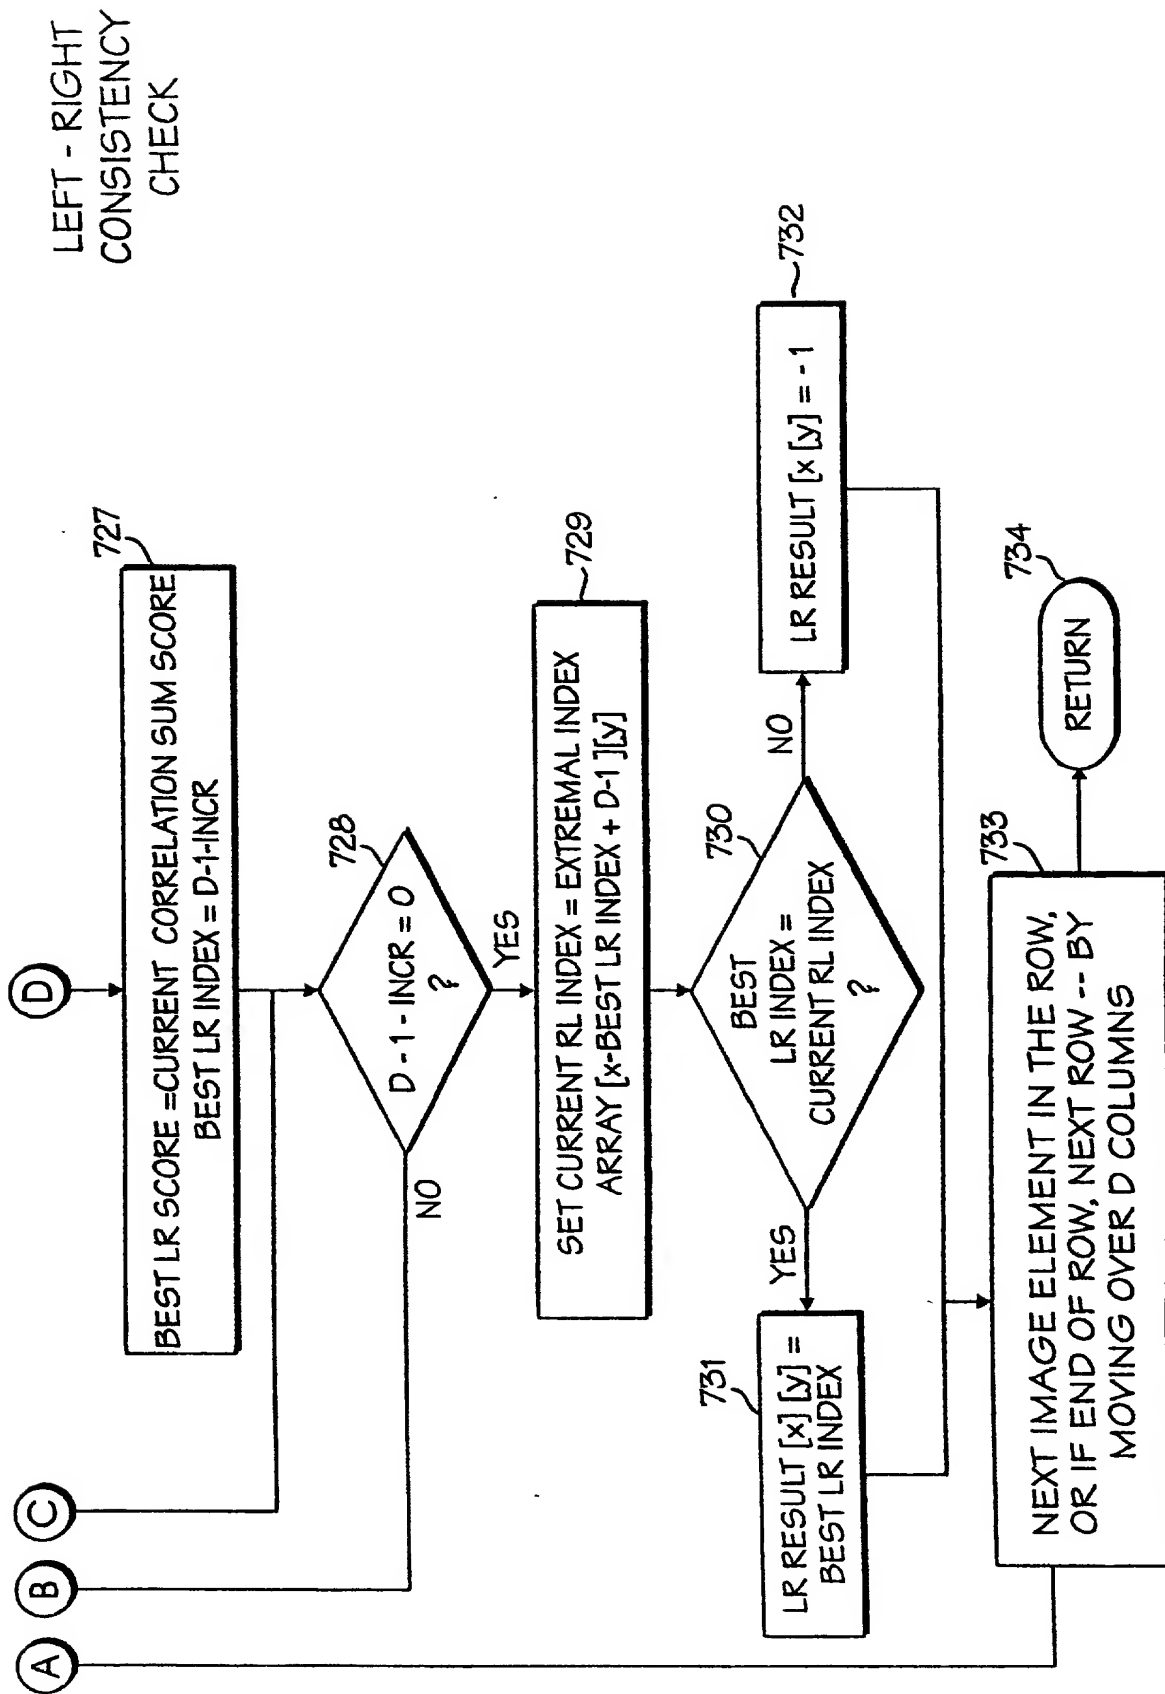 LEFT - RIGHT
CONSISTENCY
CHECK
A
B
C
D
727
BEST LR SCORE =CURRENT CORRELATION SUM SCORE
BEST LR INDEX = D-1-INCR
728
D - 1 - INCR = 0
?
NO
YES
729
SET CURRENT RL INDEX = EXTREMAL INDEX
ARRAY [x-BEST LR INDEX + D-1 ][y]
730
BEST
LR INDEX =
CURRENT RL INDEX
?
YES
NO
731
LR RESULT [x] [y] =
BEST LR INDEX
732
LR RESULT [x [y] = -1
733
NEXT IMAGE ELEMENT IN THE ROW,
OR IF END OF ROW, NEXT ROW -- BY
MOVING OVER D COLUMNS
734
RETURN